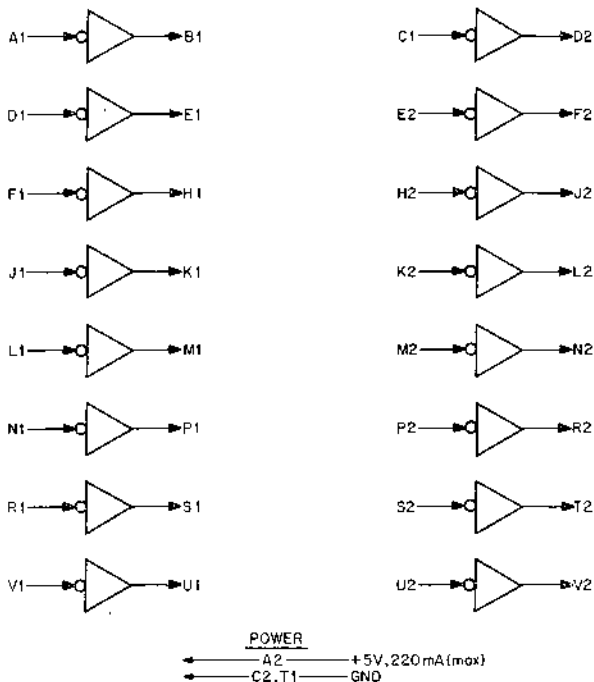 A1 B1 C1 D2
D1 E1 E2 F2
F1 H1 H2 J2
J1 K1 K2 L2
L1 M1 M2 N2
N1 P1 P2 R2
R1 S1 S2 T2
V1 U1 U2 V2
POWER
A2 +5V, 220mA (max)
C2, T1 GND